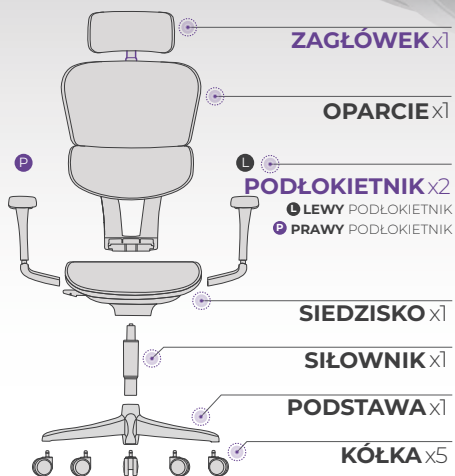 ZAGŁÓWEK x1
OPARCIE x1
P
L
PODŁOKIETNIK x2
L LEWY PODŁOKIETNIK
P PRAWY PODŁOKIETNIK
SIEDZISKO x1
SIŁOWNIK x1
PODSTAWA x1
KÓŁKA x5